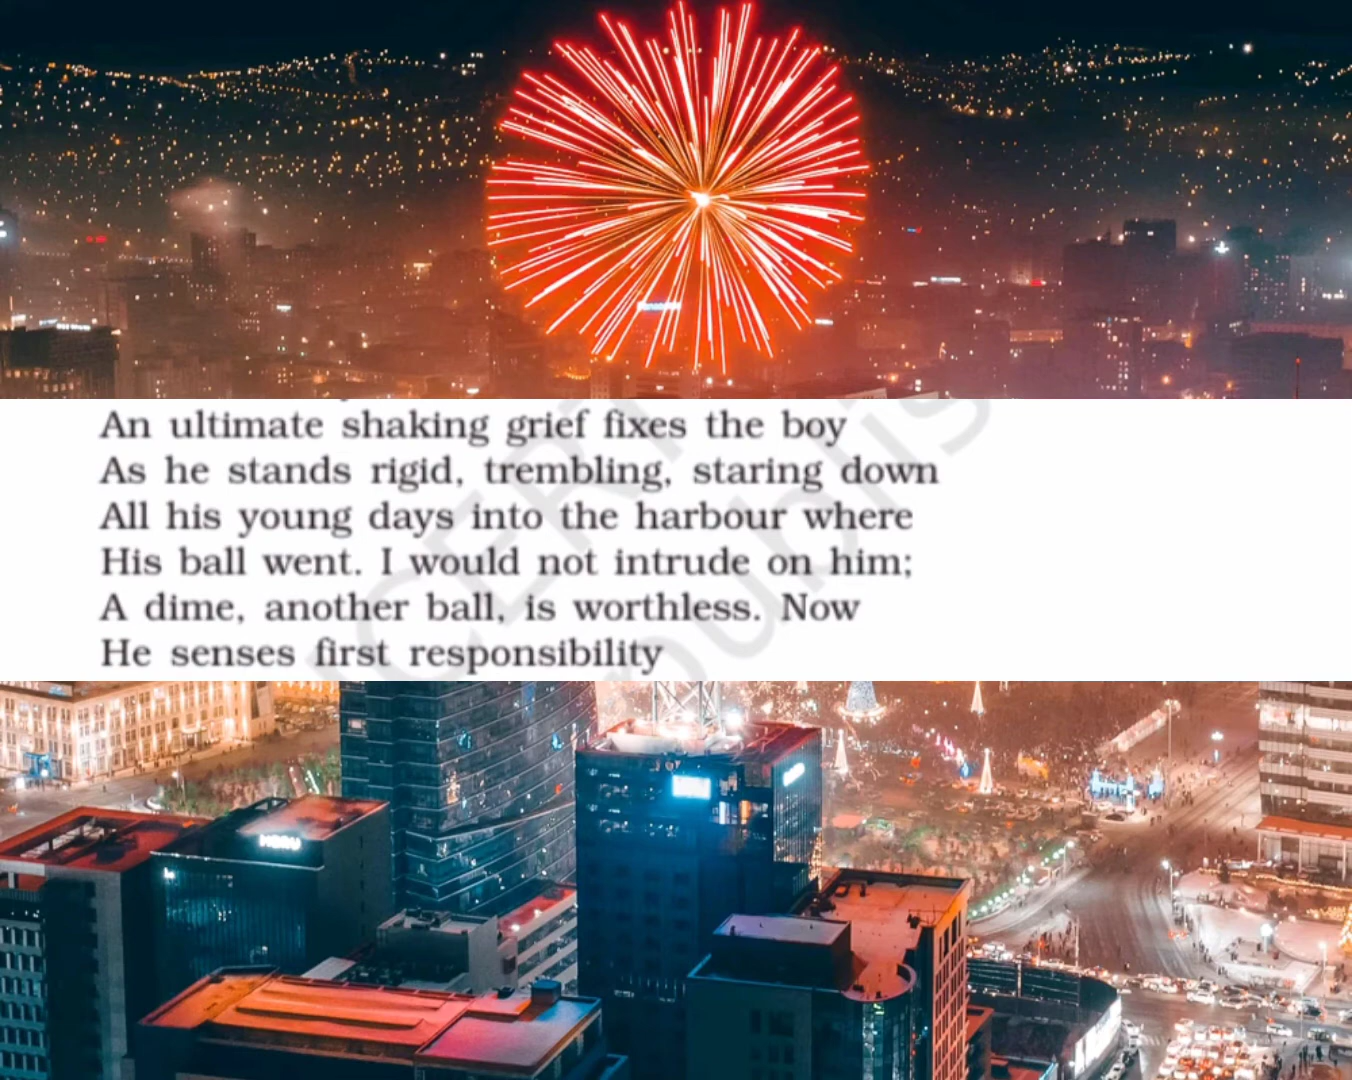 An ultimate shaking grief fixes the boy
As he stands rigid, trembling, staring down
All his young days into the harbour where
His ball went. I would not intrude on him;
A dime, another ball, is worthless. Now
He senses first responsibility